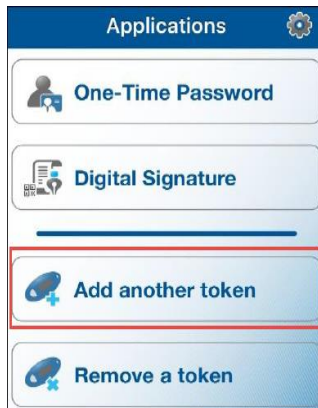 Applications
One-Time Password
Digital Signature
Add another token
Remove a token